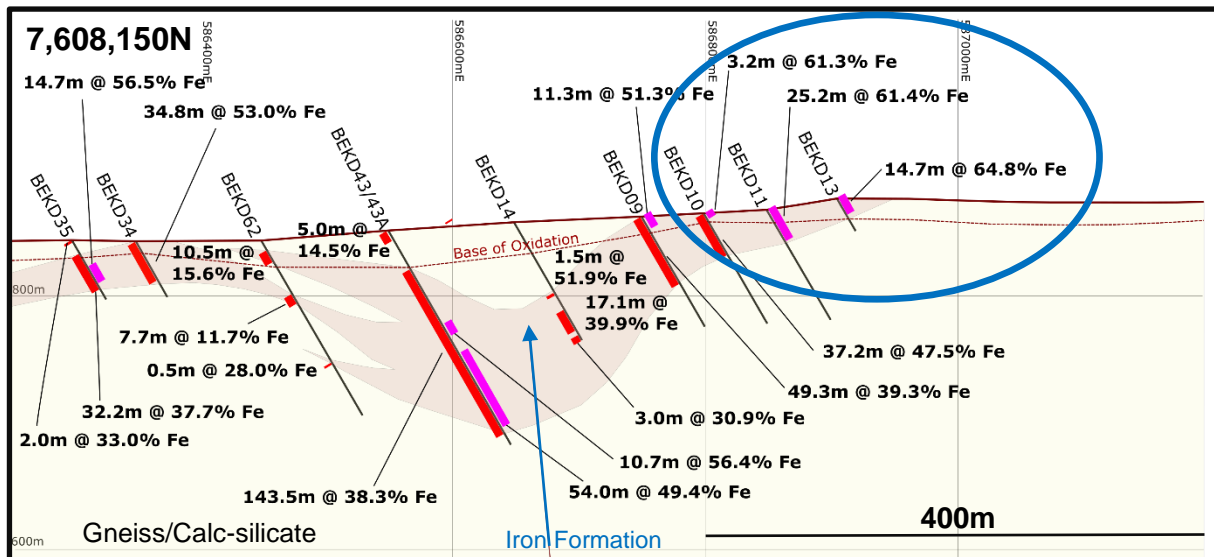 7,608,150N
586400mE
586600mE
586800mE
587000mE
14.7m @ 56.5% Fe
34.8m @ 53.0% Fe
11.3m @ 51.3% Fe
3.2m @ 61.3% Fe
25.2m @ 61.4% Fe
14.7m @ 64.8% Fe
BEKD35
BEKD34
BEKD62
BEKD43/43A
BEKD14
BEKD09
BEKD10
BEKD11
BEKD13
5.0m @
14.5% Fe
10.5m @
15.6% Fe
Base of Oxidation
1.5m @
51.9% Fe
17.1m @
39.9% Fe
800m
7.7m @ 11.7% Fe
0.5m @ 28.0% Fe
37.2m @ 47.5% Fe
49.3m @ 39.3% Fe
32.2m @ 37.7% Fe
3.0m @ 30.9% Fe
2.0m @ 33.0% Fe
10.7m @ 56.4% Fe
143.5m @ 38.3% Fe
54.0m @ 49.4% Fe
Gneiss/Calc-silicate
Iron Formation
400m
600m